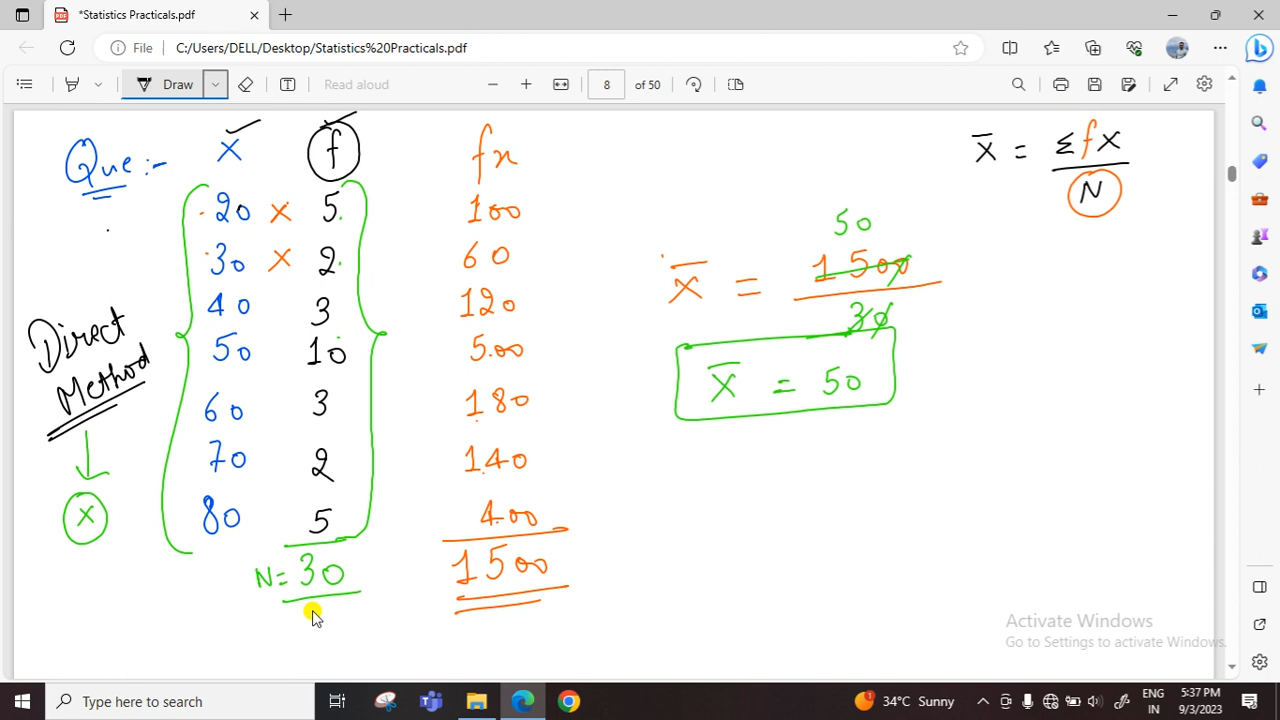 *Statistics Practicals.pdf
File C:/Users/DELL/Desktop/Statistics%20Practicals.pdf
Draw Read aloud 8 of 50
Que :- X f fx
X̄ = ΣfX / N
20 × 5 100
30 × 2 60
40 3 120
50 10 500
60 3 180
70 2 140
80 5 400
N = 30 1500
Direct
Method
X
50
X̄ = 1500 / 30
X̄ = 50
Activate Windows
Go to Settings to activate Windows.
Type here to search
1
34°C Sunny
ENG
IN
5:37 PM
9/3/2023